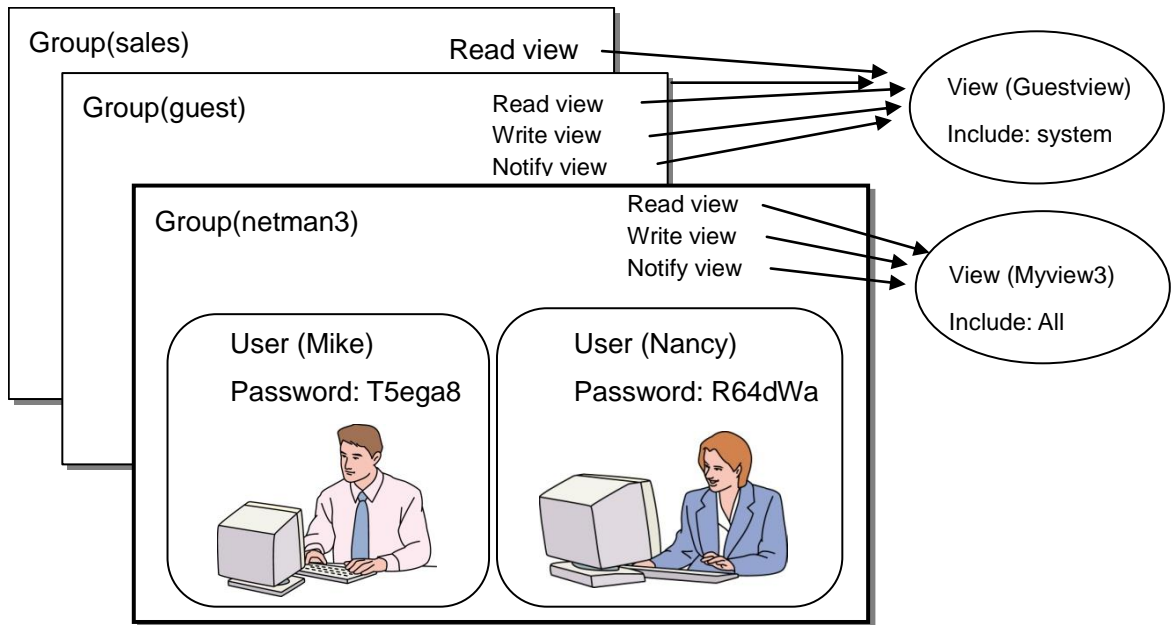 Group(sales)
Read view
Group(guest)
Read view
Write view
Notify view
Group(netman3)
Read view
Write view
Notify view
User (Mike)
Password: T5ega8
User (Nancy)
Password: R64dWa
View (Guestview)
Include: system
View (Myview3)
Include: All